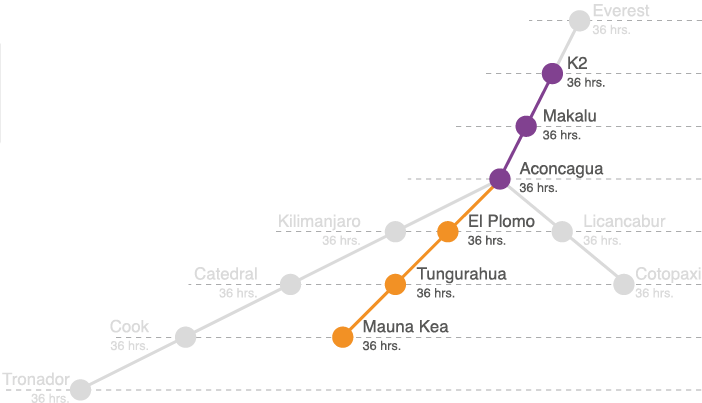 Everest
36 hrs.
K2
36 hrs.
Makalu
36 hrs.
Aconcagua
36 hrs.
Kilimanjaro
36 hrs.
El Plomo
36 hrs.
Licancabur
36 hrs.
Catedral
36 hrs.
Tungurahua
36 hrs.
Cotopaxi
36 hrs.
Cook
36 hrs.
Mauna Kea
36 hrs.
Tronador
36 hrs.